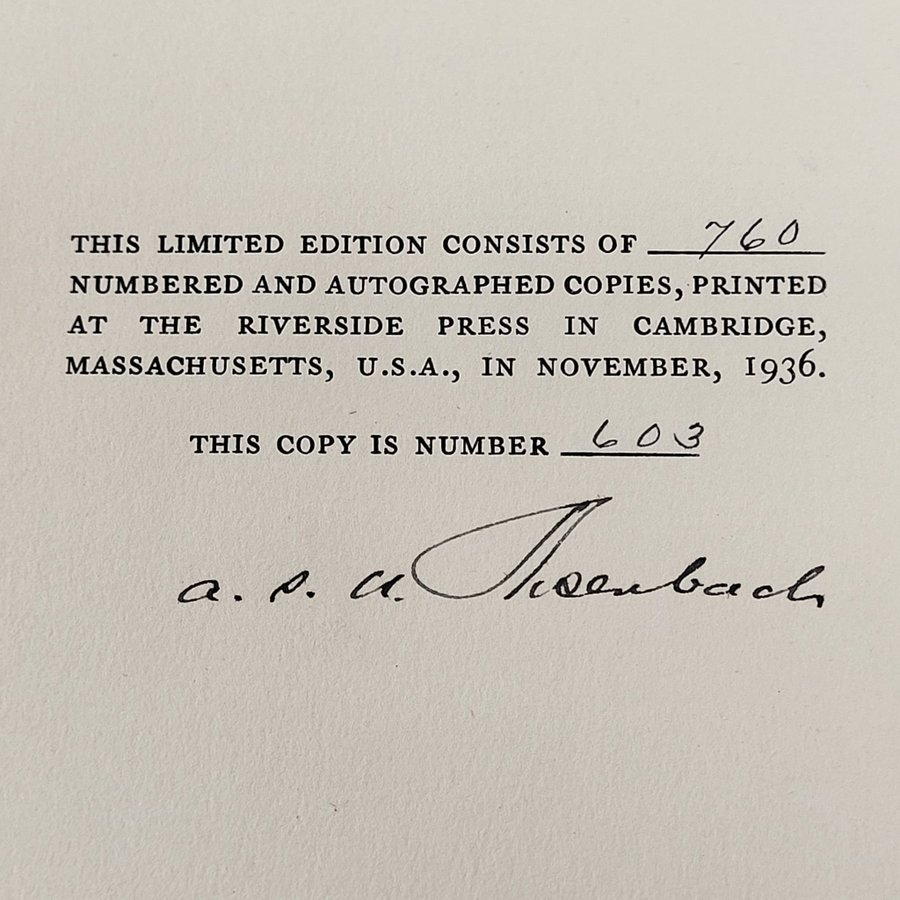 THIS LIMITED EDITION CONSISTS OF 760
NUMBERED AND AUTOGRAPHED COPIES, PRINTED
AT THE RIVERSIDE PRESS IN CAMBRIDGE,
MASSACHUSETTS, U.S.A., IN NOVEMBER, 1936.
THIS COPY IS NUMBER 603
a. s. w. Rosenbach